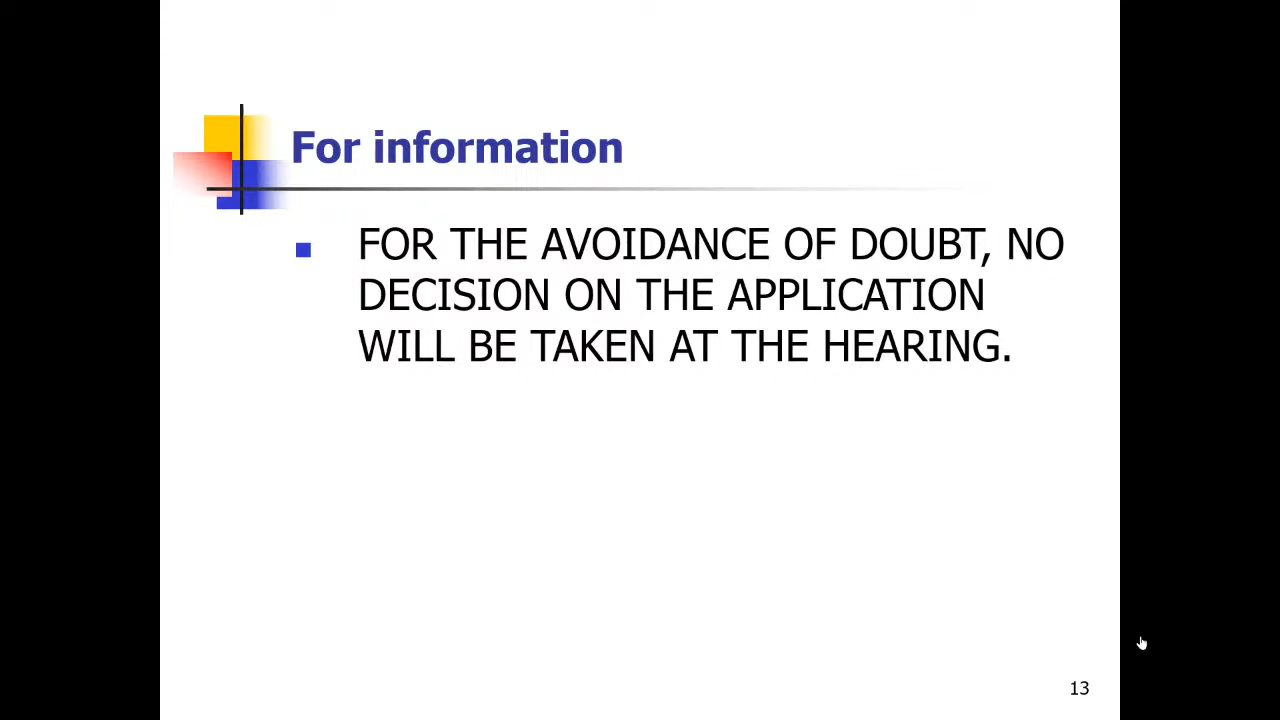 For information
FOR THE AVOIDANCE OF DOUBT, NO
DECISION ON THE APPLICATION
WILL BE TAKEN AT THE HEARING.
13